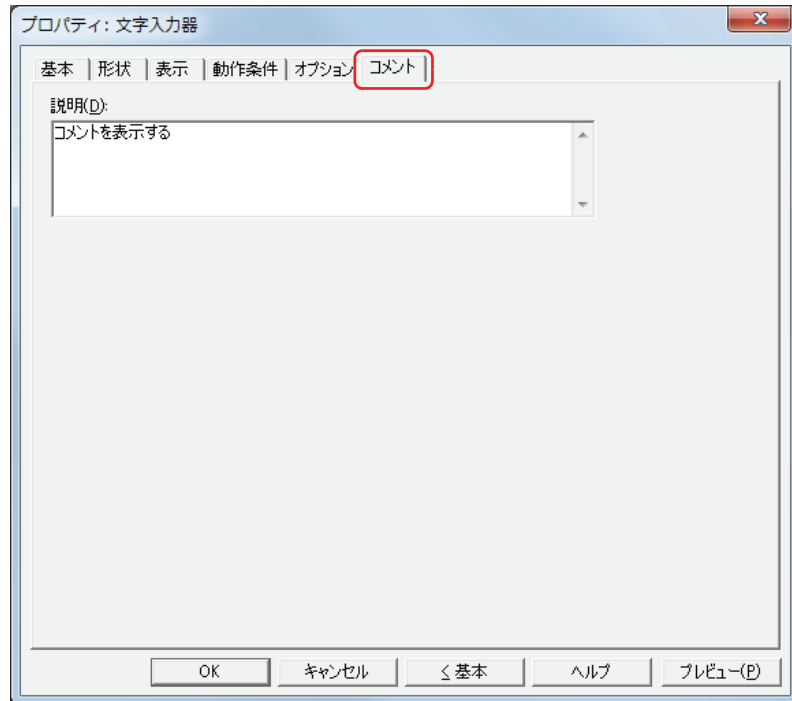 プロパティ: 文字入力器
基本 形状 表示 動作条件 オプション コメント
説明(D):
コメントを表示する
OK キャンセル <基本 ヘルプ プレビュー(P)